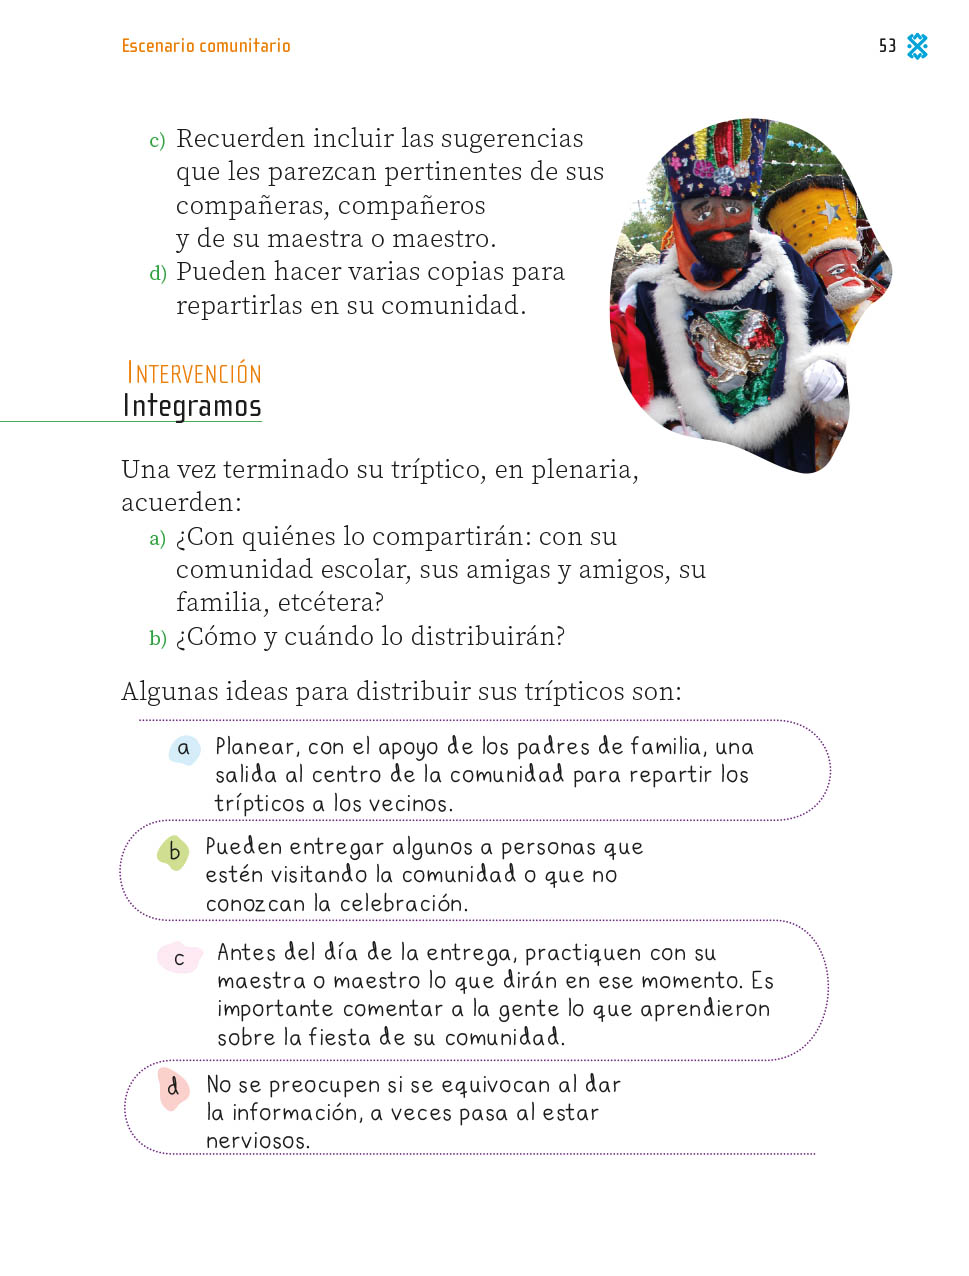 Escenario comunitario
53
c) Recuerden incluir las sugerencias
que les parezcan pertinentes de sus
compañeras, compañeros
y de su maestra o maestro.
d) Pueden hacer varias copias para
repartirlas en su comunidad.
INTERVENCIÓN
Integramos
Una vez terminado su tríptico, en plenaria,
acuerden:
a) ¿Con quiénes lo compartirán: con su
comunidad escolar, sus amigas y amigos, su
familia, etcétera?
b) ¿Cómo y cuándo lo distribuirán?
Algunas ideas para distribuir sus trípticos son:
a Planear, con el apoyo de los padres de familia, una
salida al centro de la comunidad para repartir los
trípticos a los vecinos.
b Pueden entregar algunos a personas que
estén visitando la comunidad o que no
conozcan la celebración.
c Antes del día de la entrega, practiquen con su
maestra o maestro lo que dirán en ese momento. Es
importante comentar a la gente lo que aprendieron
sobre la fiesta de su comunidad.
d No se preocupen si se equivocan al dar
la información, a veces pasa al estar
nerviosos.